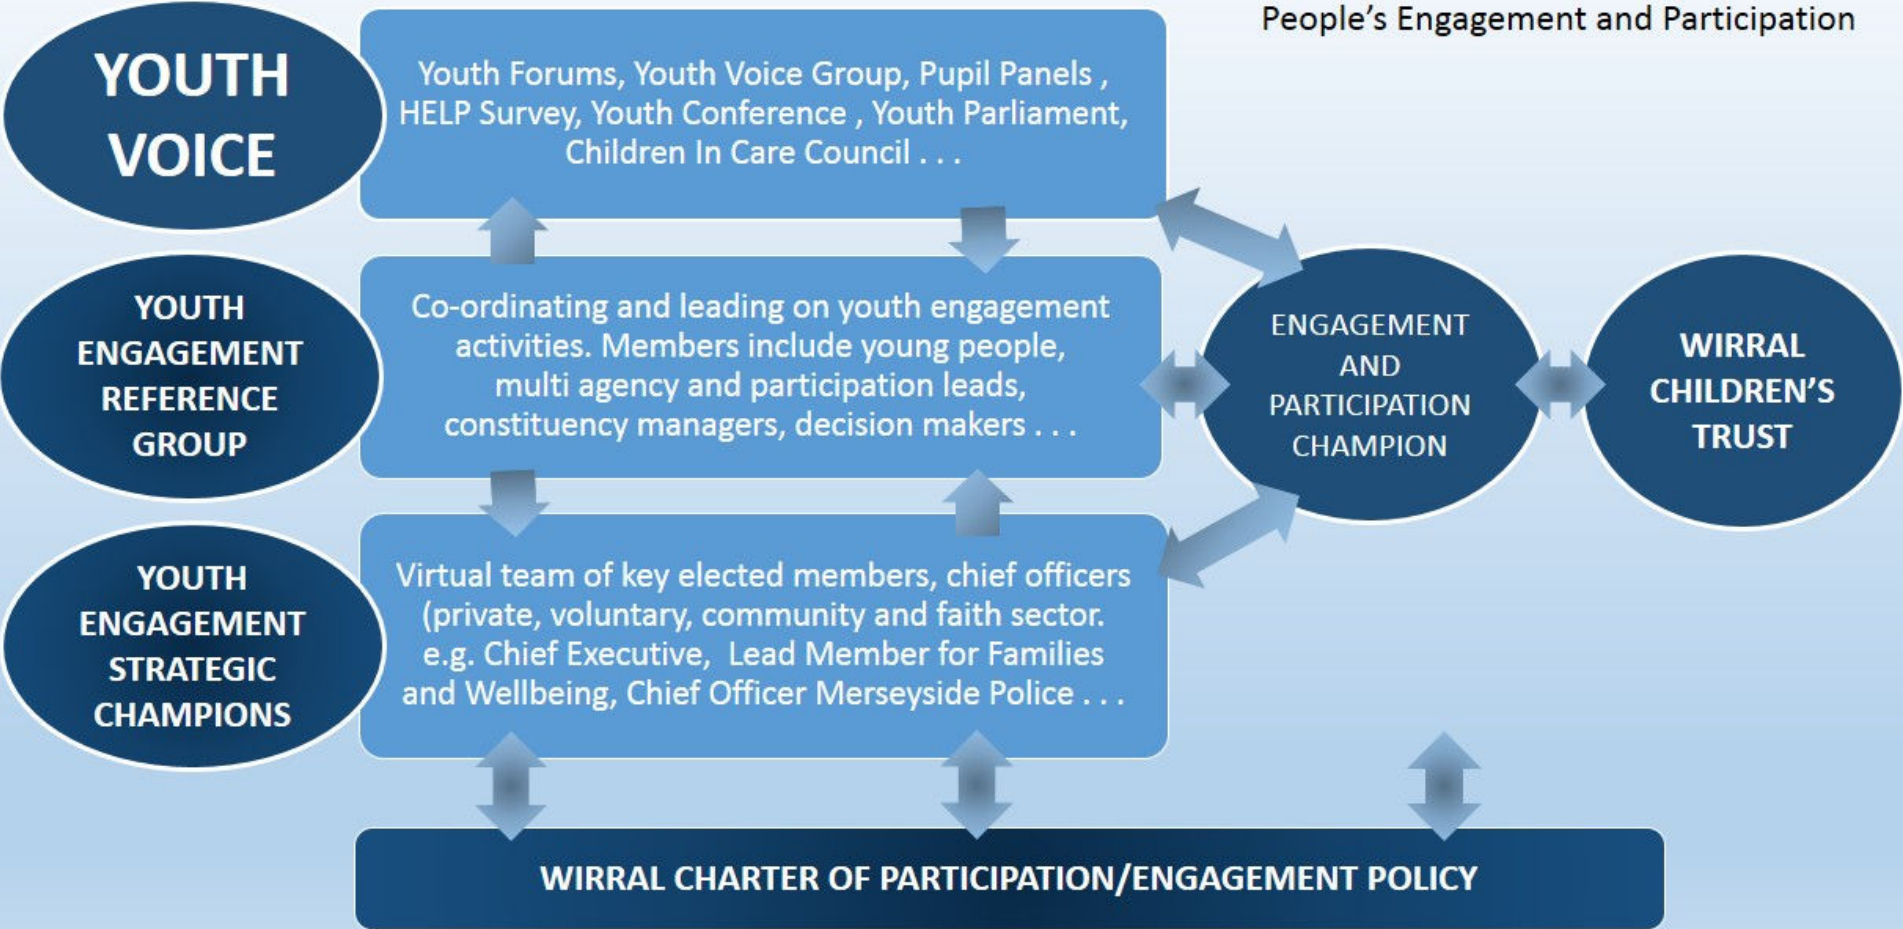 People's Engagement and Participation
YOUTH
VOICE
Youth Forums, Youth Voice Group, Pupil Panels ,
HELP Survey, Youth Conference , Youth Parliament,
Children In Care Council . . .
YOUTH
ENGAGEMENT
REFERENCE
GROUP
Co-ordinating and leading on youth engagement
activities. Members include young people,
multi agency and participation leads,
constituency managers, decision makers . . .
ENGAGEMENT
AND
PARTICIPATION
CHAMPION
WIRRAL
CHILDREN'S
TRUST
YOUTH
ENGAGEMENT
STRATEGIC
CHAMPIONS
Virtual team of key elected members, chief officers
(private, voluntary, community and faith sector.
e.g. Chief Executive,  Lead Member for Families
and Wellbeing, Chief Officer Merseyside Police . . .
WIRRAL CHARTER OF PARTICIPATION/ENGAGEMENT POLICY